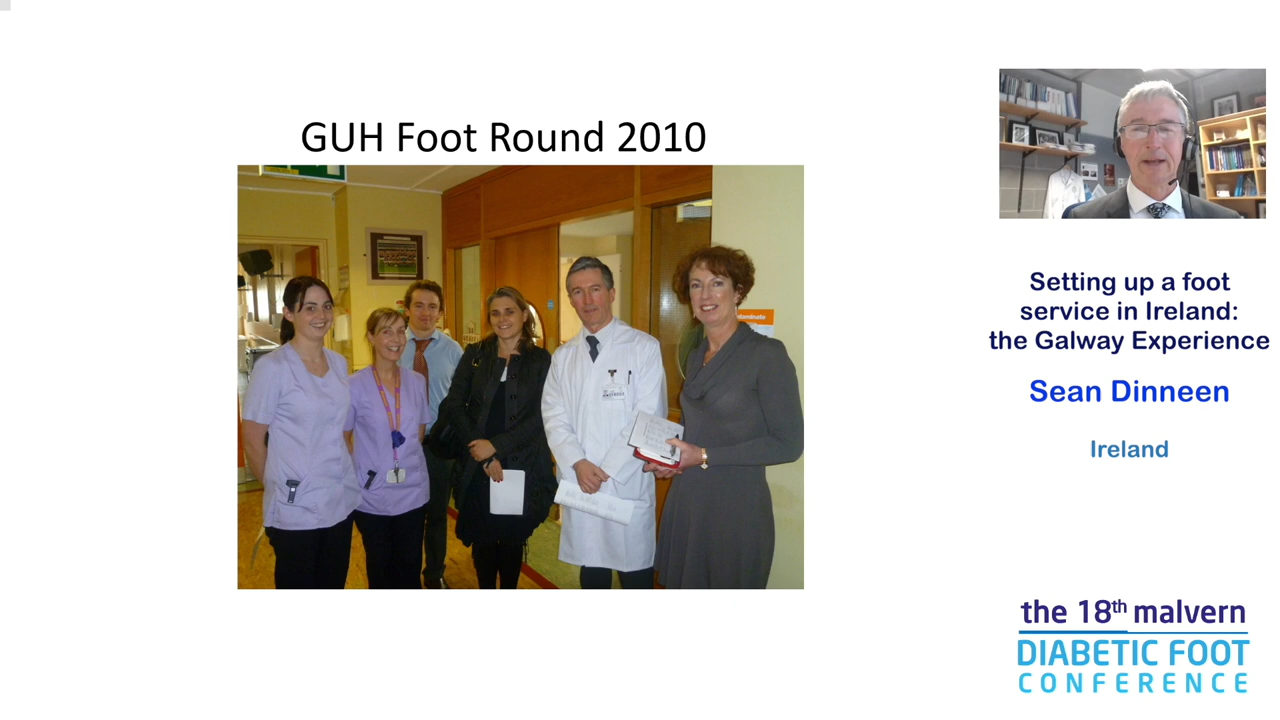 GUH Foot Round 2010
Setting up a foot
service in Ireland:
the Galway Experience
Sean Dinneen
Ireland
the 18th malvern
DIABETIC FOOT
CONFERENCE